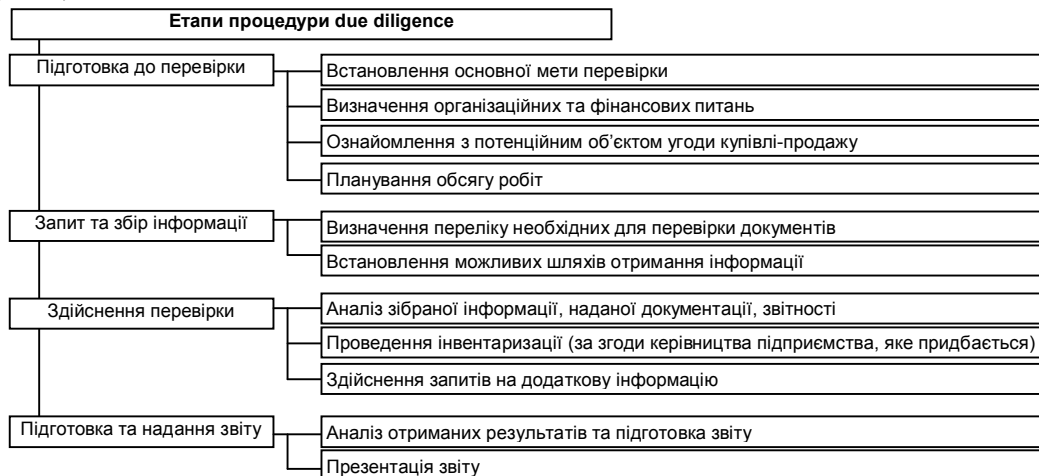 Етапи процедури due diligence
Підготовка до перевірки
Встановлення основної мети перевірки
Визначення організаційних та фінансових питань
Ознайомлення з потенційним об’єктом угоди купівлі-продажу
Планування обсягу робіт
Запит та збір інформації
Визначення переліку необхідних для перевірки документів
Встановлення можливих шляхів отримання інформації
Здійснення перевірки
Аналіз зібраної інформації, наданої документації, звітності
Проведення інвентаризації (за згоди керівництва підприємства, яке придбається)
Здійснення запитів на додаткову інформацію
Підготовка та надання звіту
Аналіз отриманих результатів та підготовка звіту
Презентація звіту